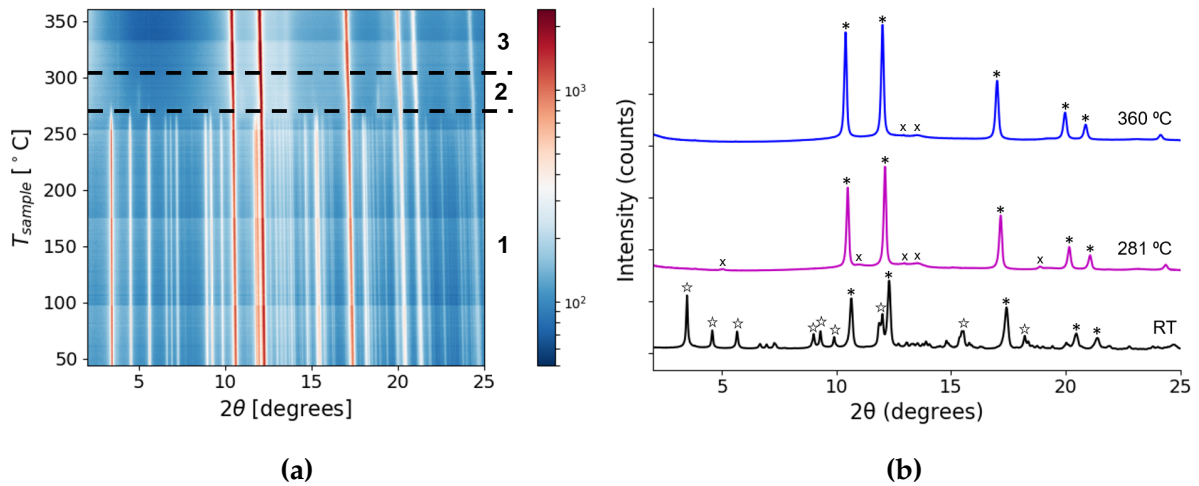 350
300
250
200
150
100
50
T_sample [°C]
5
10
15
20
25
2θ [degrees]
3
2
1
10³
10²
(a)
Intensity (counts)
* * * * *
x x
360 ºC
* * * * *
x x x x x
281 ºC
☆ ☆ ☆ ☆ ☆ ☆ * ☆ * ☆ * ☆ * *
RT
5
10
15
20
25
2θ (degrees)
(b)